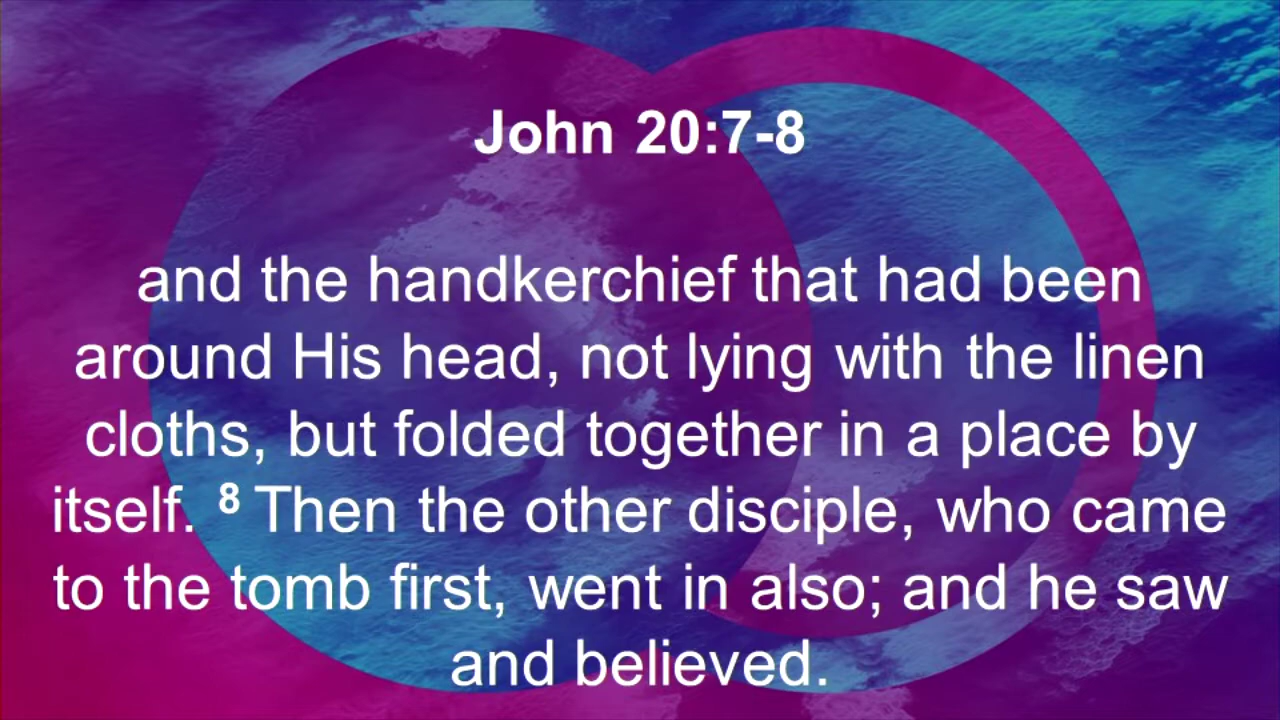 John 20:7-8
and the handkerchief that had been
around His head, not lying with the linen
cloths, but folded together in a place by
itself. 8 Then the other disciple, who came
to the tomb first, went in also; and he saw
and believed.